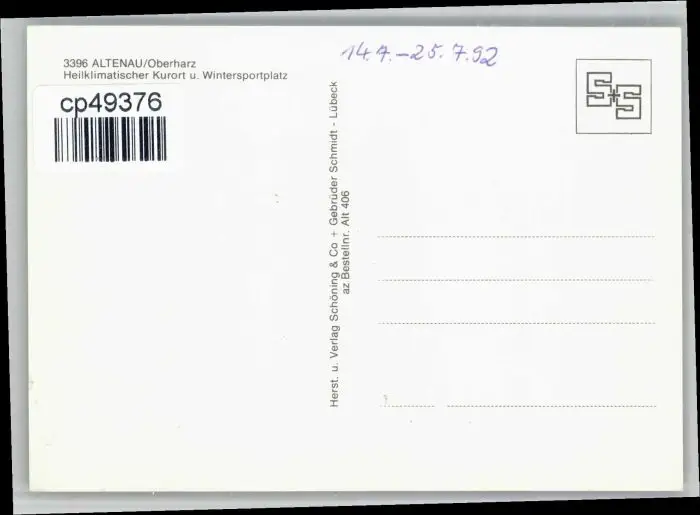 3396 ALTENAU/Oberharz
Heilklimatischer Kurort u. Wintersportplatz
cp49376
14.7.-25.7.92
S+S
Herst. u. Verlag Schöning & Co + Gebrüder Schmidt - Lübeck
az Bestellnr. Alt 406